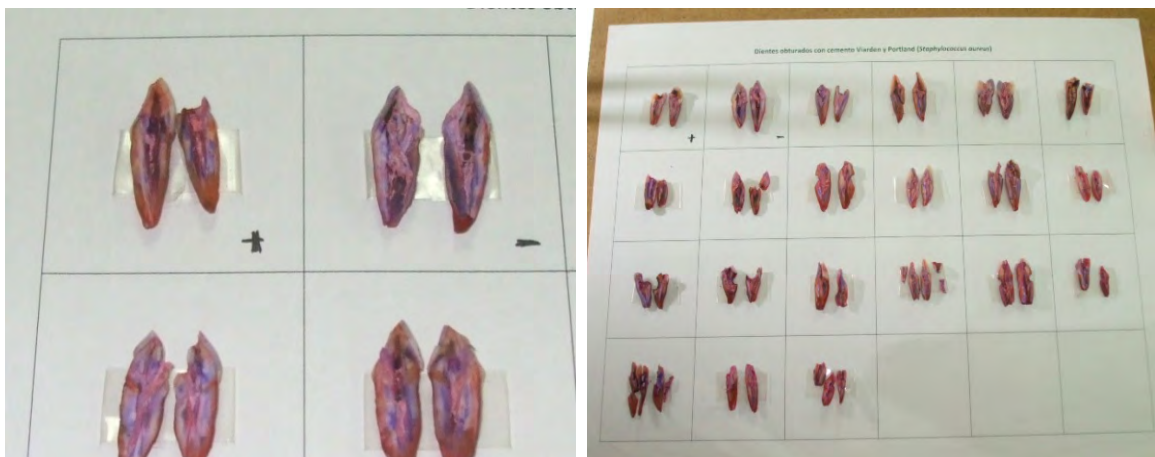 Dientes obturados con cemento Viarden y Portland (Staphylococcus aureus)
+ -
+ -